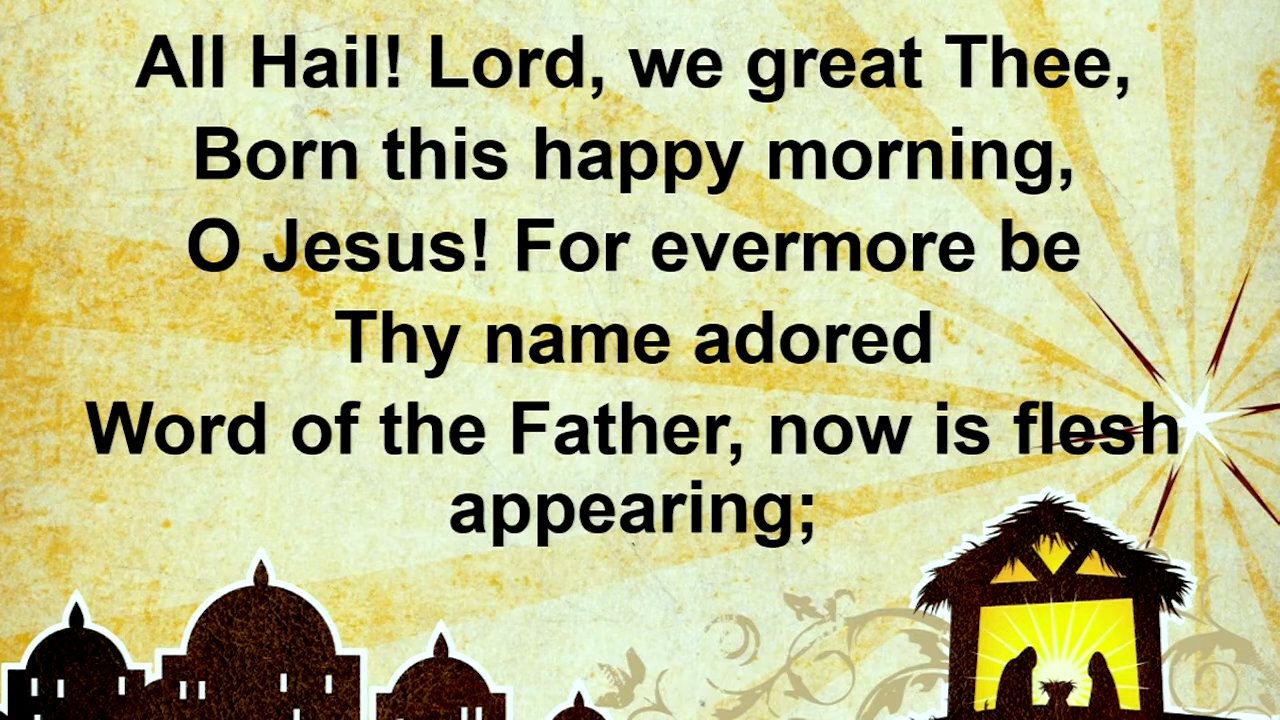 All Hail! Lord, we great Thee,
Born this happy morning,
O Jesus! For evermore be
Thy name adored
Word of the Father, now is flesh
appearing;